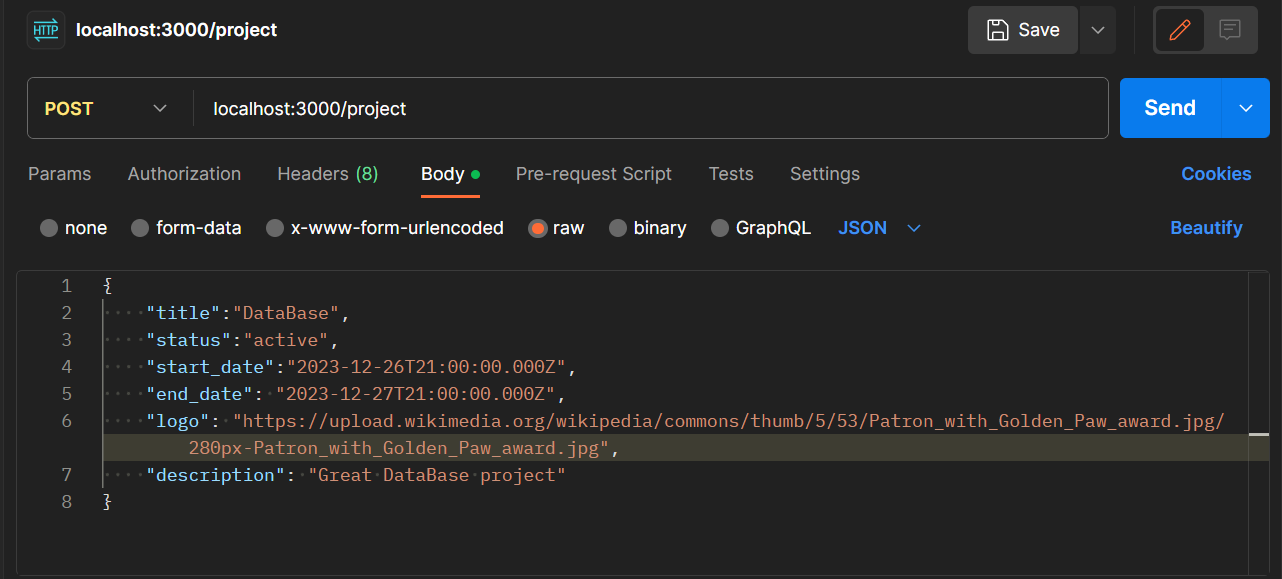 HTTP localhost:3000/project Save
POST localhost:3000/project Send
Params Authorization Headers (8) Body Pre-request Script Tests Settings Cookies
none form-data x-www-form-urlencoded raw binary GraphQL JSON Beautify
1 {
2 "title":"DataBase",
3 "status":"active",
4 "start_date":"2023-12-26T21:00:00.000Z",
5 "end_date": "2023-12-27T21:00:00.000Z",
6 "logo": "https://upload.wikimedia.org/wikipedia/commons/thumb/5/53/Patron_with_Golden_Paw_award.jpg/
280px-Patron_with_Golden_Paw_award.jpg",
7 "description": "Great DataBase project"
8 }